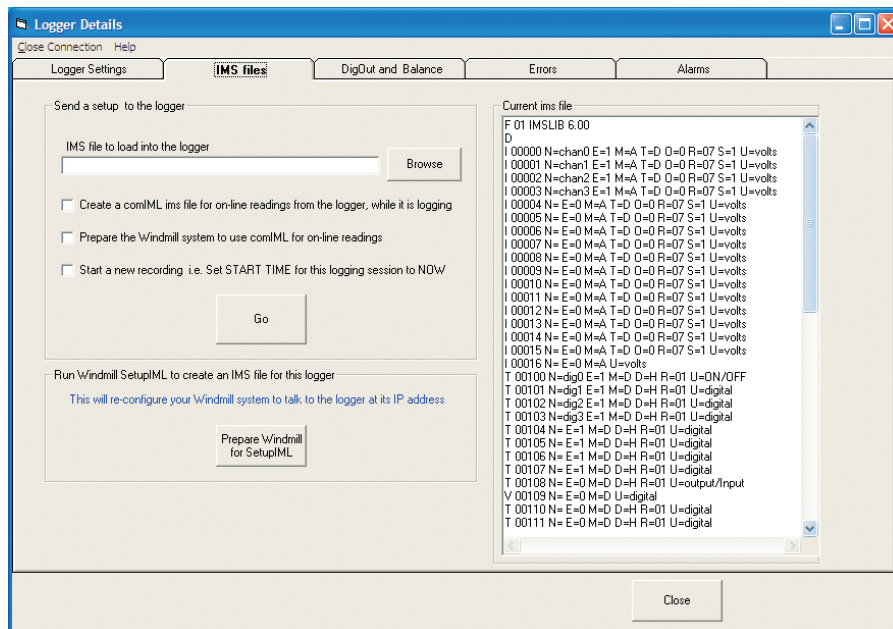 Logger Details
Close Connection Help
Logger Settings IMS files DigOut and Balance Errors Alarms
Send a setup to the logger
IMS file to load into the logger
Browse
Create a comIML ims file for on-line readings from the logger, while it is logging
Prepare the Windmill system to use comIML for on-line readings
Start a new recording i.e. Set START TIME for this logging session to NOW
Go
Run Windmill SetupIML to create an IMS file for this logger
This will re-configure your Windmill system to talk to the logger at its IP address
Prepare Windmill
for SetupIML
Current ims file
F 01 IMSLIB 6.00
D
I 00000 N=chan0 E=1 M=A T=D O=0 R=07 S=1 U=volts
I 00001 N=chan1 E=1 M=A T=D O=0 R=07 S=1 U=volts
I 00002 N=chan2 E=1 M=A T=D O=0 R=07 S=1 U=volts
I 00003 N=chan3 E=1 M=A T=D O=0 R=07 S=1 U=volts
I 00004 N= E=0 M=A T=D O=0 R=07 S=1 U=volts
I 00005 N= E=0 M=A T=D O=0 R=07 S=1 U=volts
I 00006 N= E=0 M=A T=D O=0 R=07 S=1 U=volts
I 00007 N= E=0 M=A T=D O=0 R=07 S=1 U=volts
I 00008 N= E=0 M=A T=D O=0 R=07 S=1 U=volts
I 00009 N= E=0 M=A T=D O=0 R=07 S=1 U=volts
I 00010 N= E=0 M=A T=D O=0 R=07 S=1 U=volts
I 00011 N= E=0 M=A T=D O=0 R=07 S=1 U=volts
I 00012 N= E=0 M=A T=D O=0 R=07 S=1 U=volts
I 00013 N= E=0 M=A T=D O=0 R=07 S=1 U=volts
I 00014 N= E=0 M=A T=D O=0 R=07 S=1 U=volts
I 00015 N= E=0 M=A T=D O=0 R=07 S=1 U=volts
I 00016 N= E=0 M=A U=volts
T 00100 N=dig0 E=1 M=D D=H R=01 U=ON/OFF
T 00101 N=dig1 E=1 M=D D=H R=01 U=digital
T 00102 N=dig2 E=1 M=D D=H R=01 U=digital
T 00103 N=dig3 E=1 M=D D=H R=01 U=digital
T 00104 N= E=1 M=D D=H R=01 U=digital
T 00105 N= E=1 M=D D=H R=01 U=digital
T 00106 N= E=1 M=D D=H R=01 U=digital
T 00107 N= E=1 M=D D=H R=01 U=digital
T 00108 N= E=0 M=D D=H R=01 U=output/Input
V 00109 N= E=0 M=D U=digital
T 00110 N= E=0 M=D D=H R=01 U=digital
T 00111 N= E=0 M=D D=H R=01 U=digital
Close